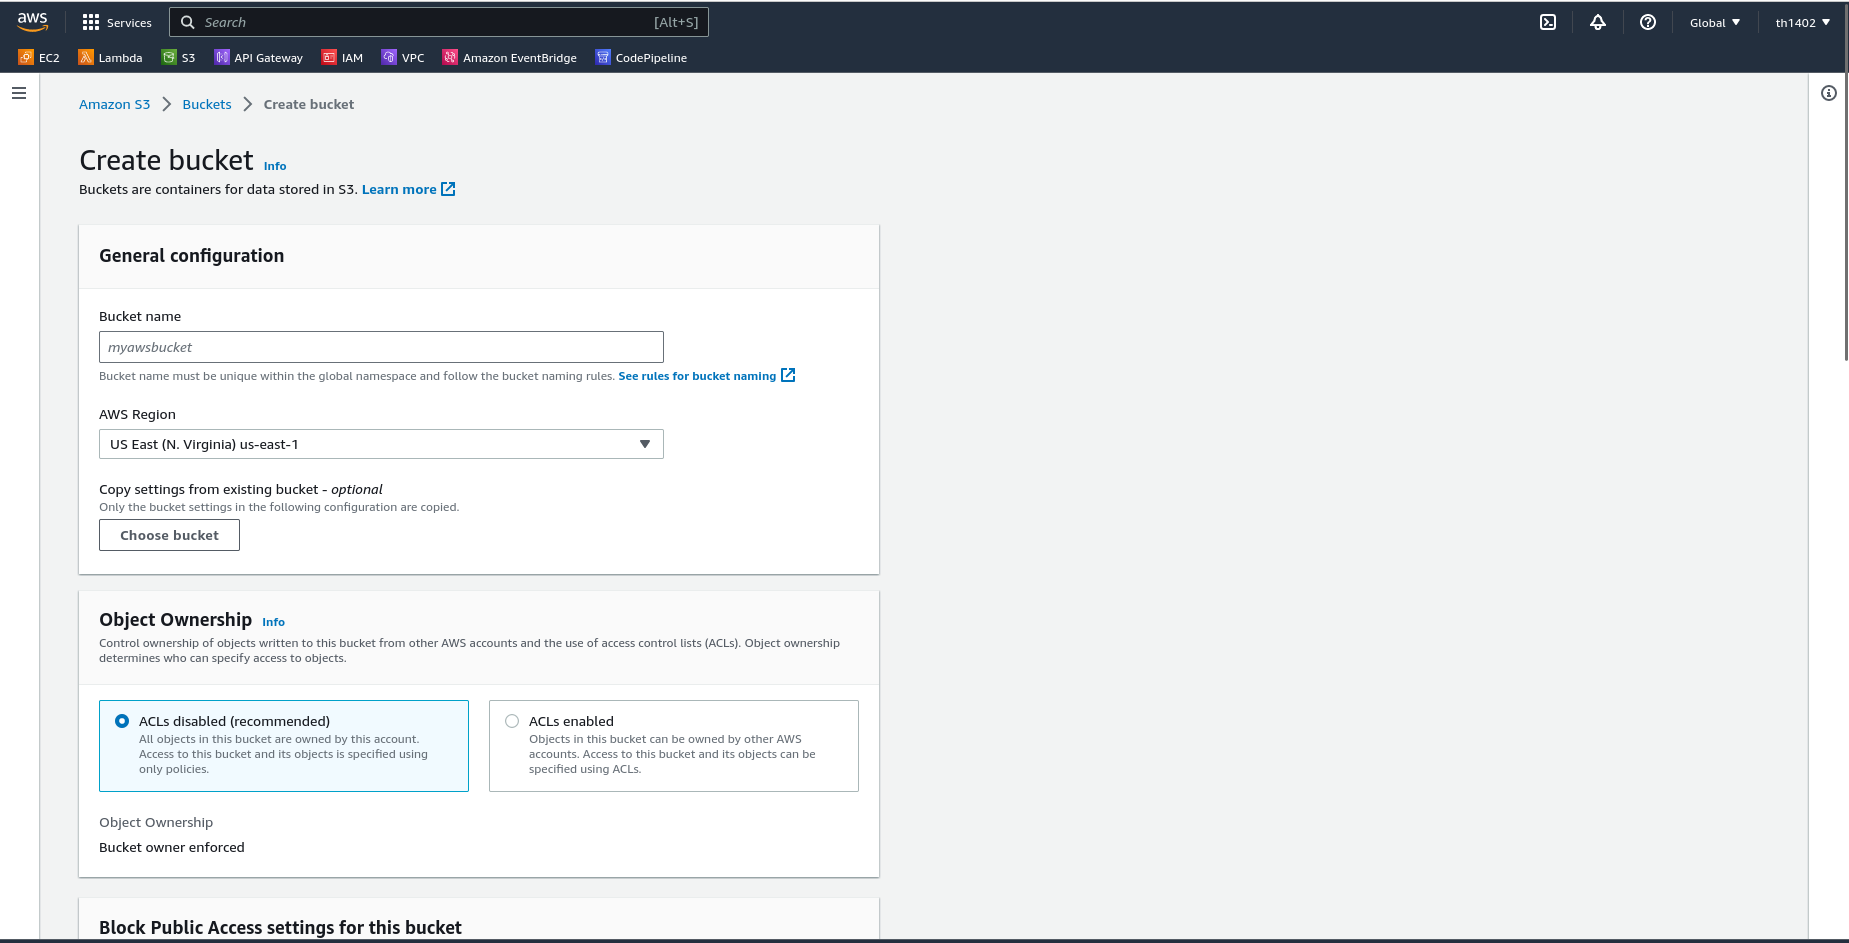 aws Services Search [Alt+S] Global th1402
EC2 Lambda S3 API Gateway IAM VPC Amazon EventBridge CodePipeline
Amazon S3 Buckets Create bucket
Create bucket Info
Buckets are containers for data stored in S3. Learn more
General configuration
Bucket name
myawsbucket
Bucket name must be unique within the global namespace and follow the bucket naming rules. See rules for bucket naming
AWS Region
US East (N. Virginia) us-east-1
Copy settings from existing bucket - optional
Only the bucket settings in the following configuration are copied.
Choose bucket
Object Ownership Info
Control ownership of objects written to this bucket from other AWS accounts and the use of access control lists (ACLs). Object ownership
determines who can specify access to objects.
ACLs disabled (recommended)
All objects in this bucket are owned by this account.
Access to this bucket and its objects is specified using
only policies.
ACLs enabled
Objects in this bucket can be owned by other AWS
accounts. Access to this bucket and its objects can be
specified using ACLs.
Object Ownership
Bucket owner enforced
Block Public Access settings for this bucket